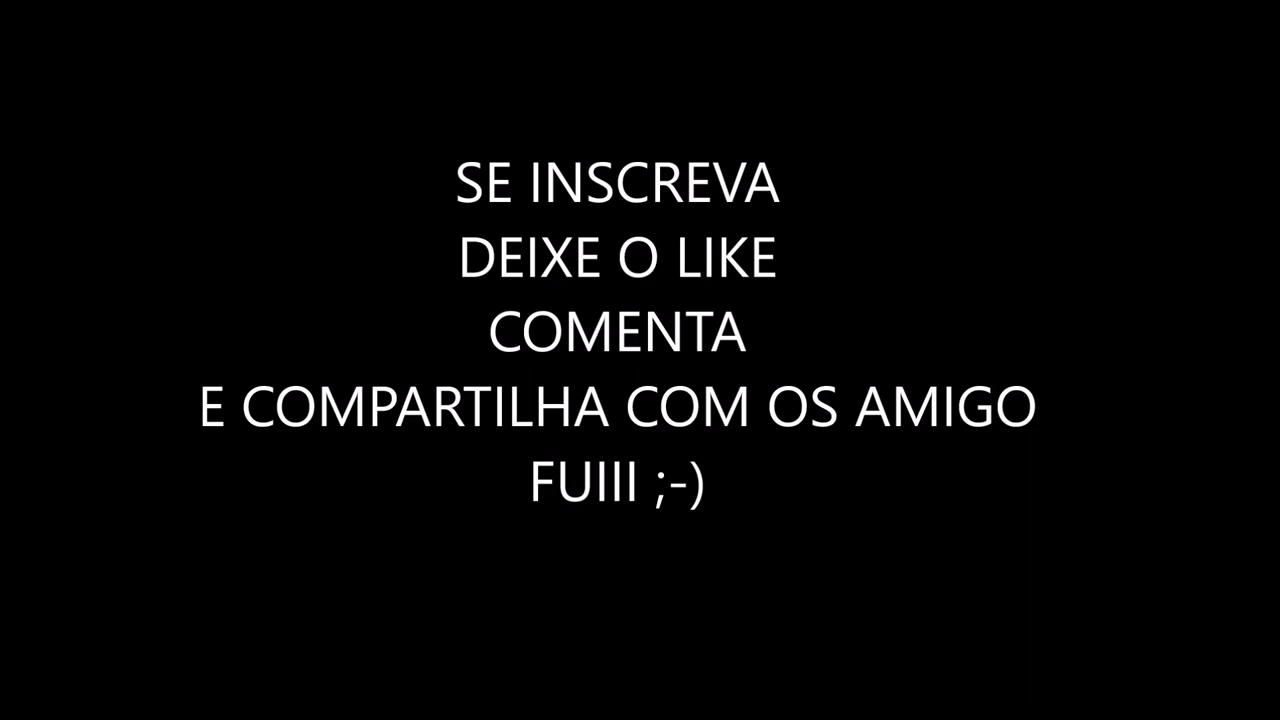 SE INSCREVA
DEIXE O LIKE
COMENTA
E COMPARTILHA COM OS AMIGO
FUIII ;-)